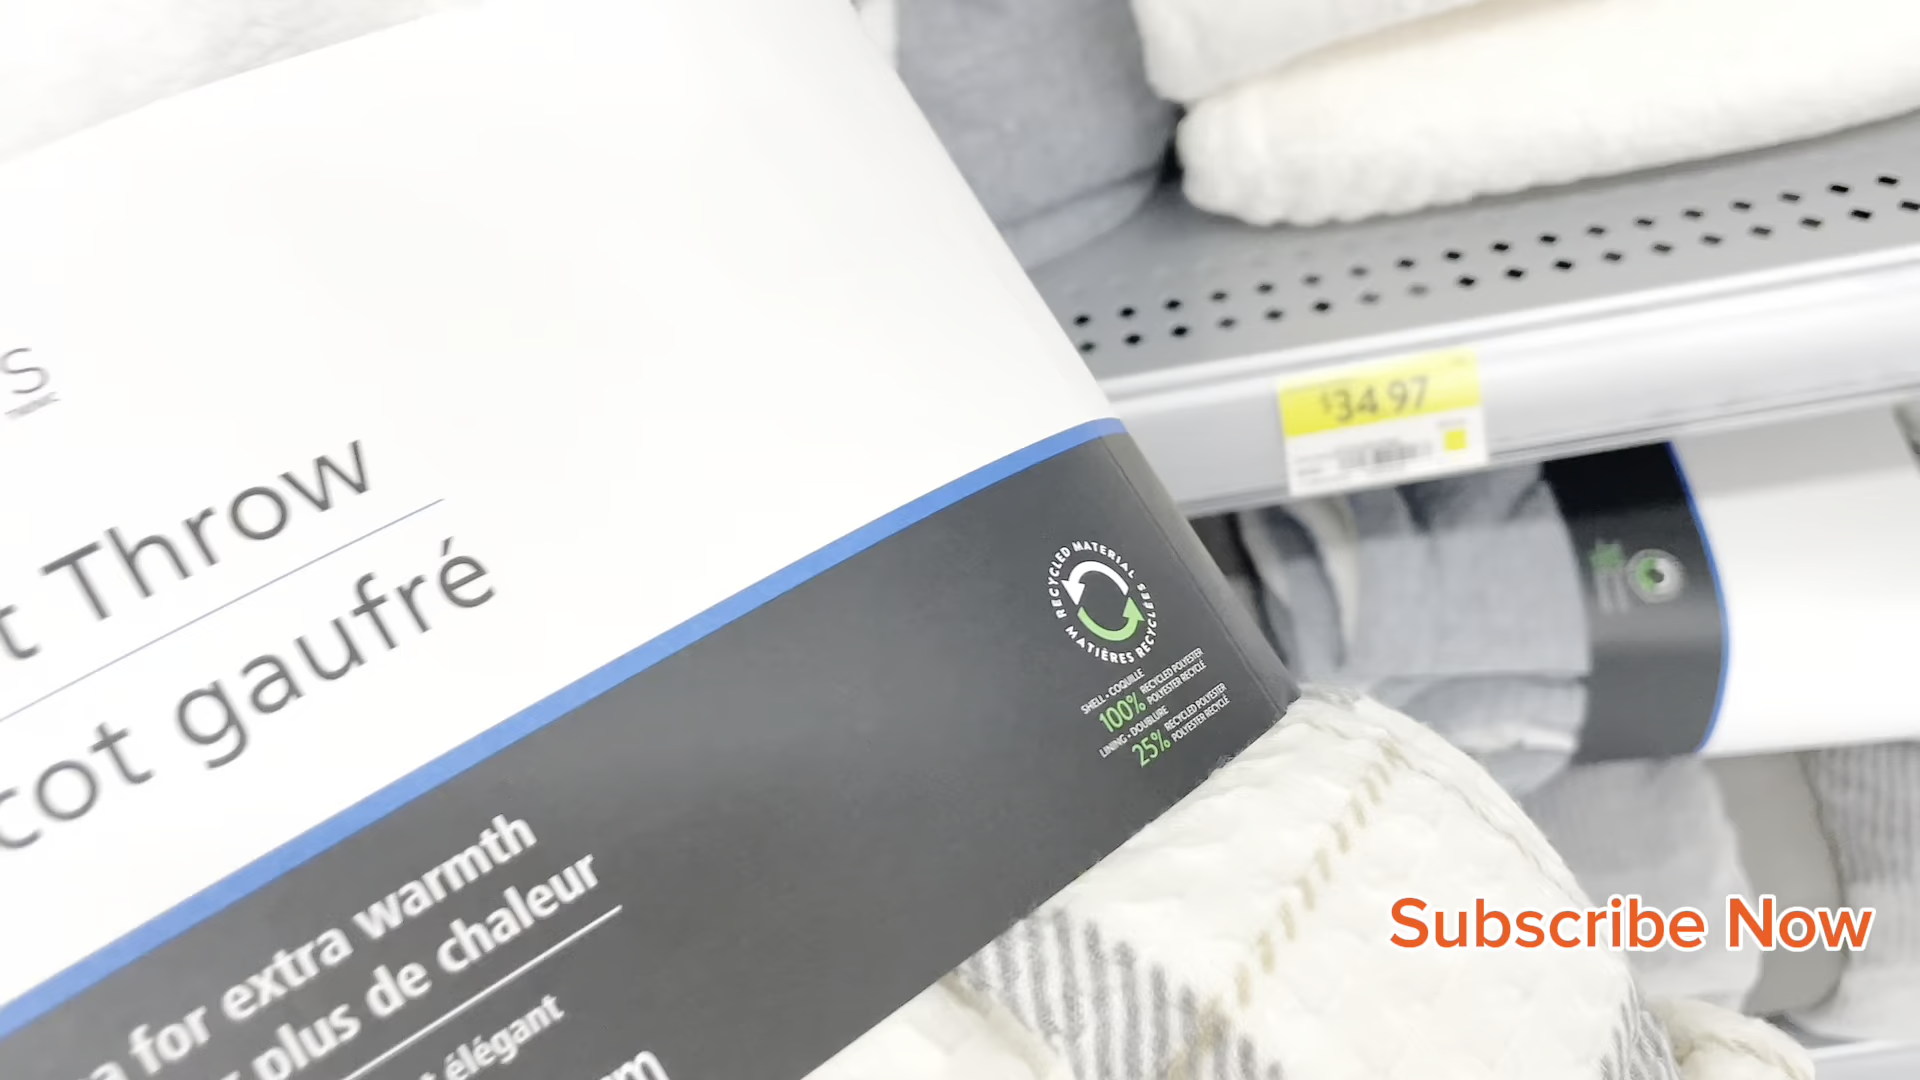 s
t Throw
cot gaufré
a for extra warmth
r plus de chaleur
t élégant
m
RECYCLED MATERIAL
MATIÈRES RECYCLÉES
SHELL • COQUILLE
100% RECYCLED POLYESTER
POLYESTER RECYCLÉ
LINING • DOUBLURE
25% RECYCLED POLYESTER
POLYESTER RECYCLÉ
$34.97
Subscribe Now